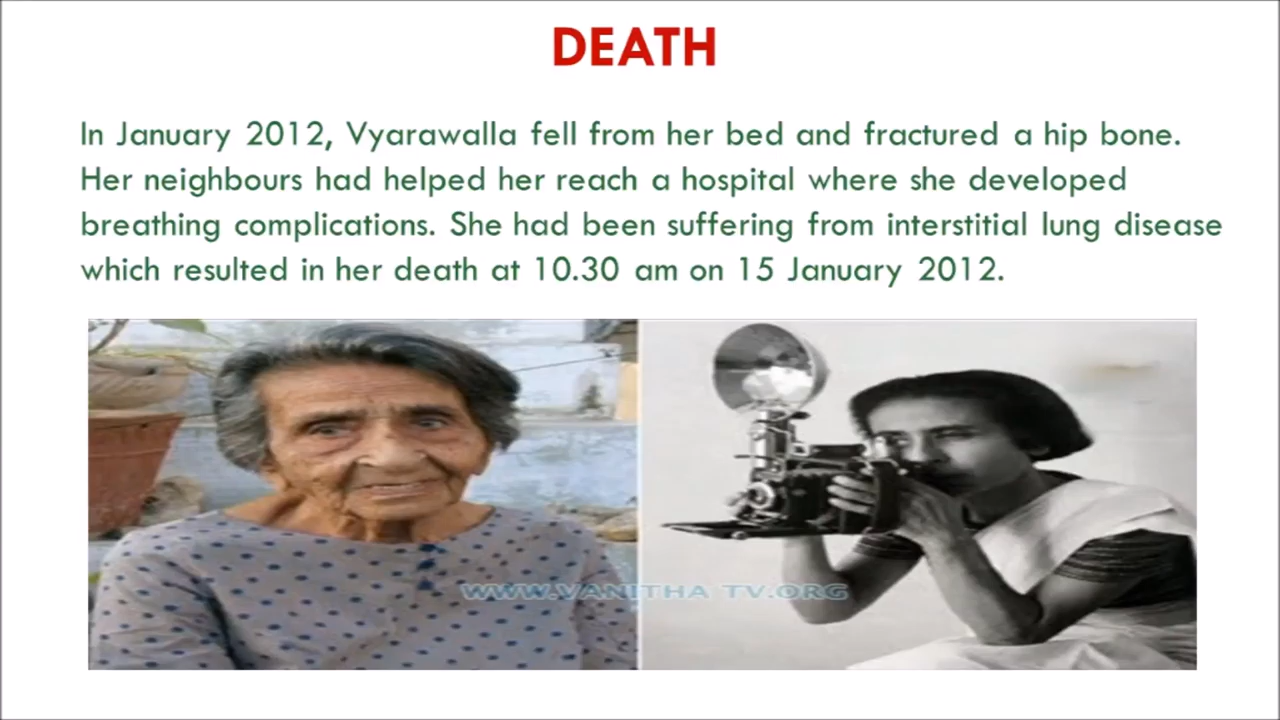 DEATH
In January 2012, Vyarawalla fell from her bed and fractured a hip bone.
Her neighbours had helped her reach a hospital where she developed
breathing complications. She had been suffering from interstitial lung disease
which resulted in her death at 10.30 am on 15 January 2012.
WWW.VANITHA TV.ORG